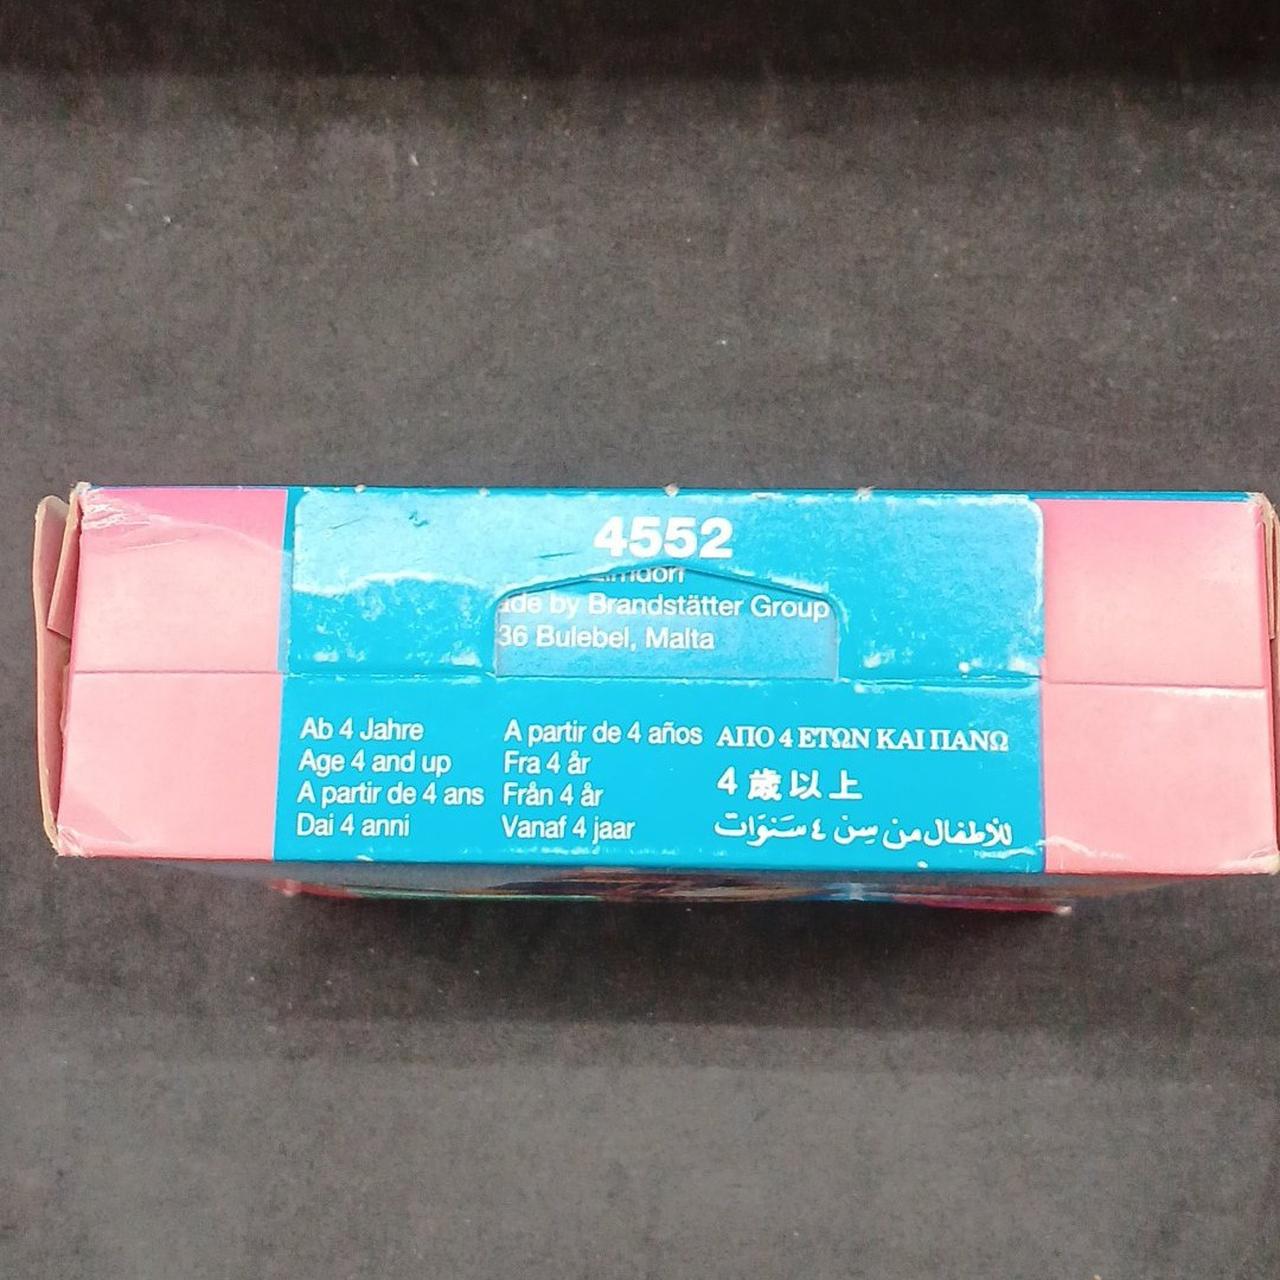 4552
by Brandstätter Group
36 Bulebel, Malta
Ab 4 Jahre
Age 4 and up
A partir de 4 ans
Dai 4 anni
A partir de 4 años
Fra 4 år
Från 4 år
Vanaf 4 jaar
ΑΠΟ 4 ΕΤΩΝ ΚΑΙ ΠΑΝΩ
4 歳以上
للأطفال من سِن ٤ سَنوَات